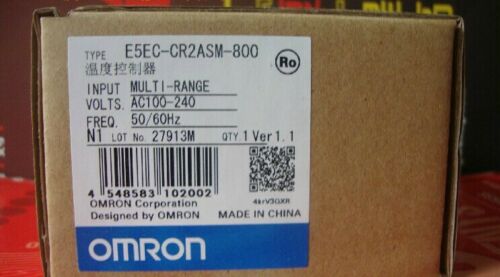 TYPE E5EC-CR2ASM-800
温度控制器
Ro
INPUT MULTI-RANGE
VOLTS. AC100-240
FREQ. 50/60Hz
N1 LOT No. 27913M QTY.1 Ver1.1
4 548583 102002
4krV3GXR
OMRON Corporation
Designed by OMRON MADE IN CHINA
OMRON